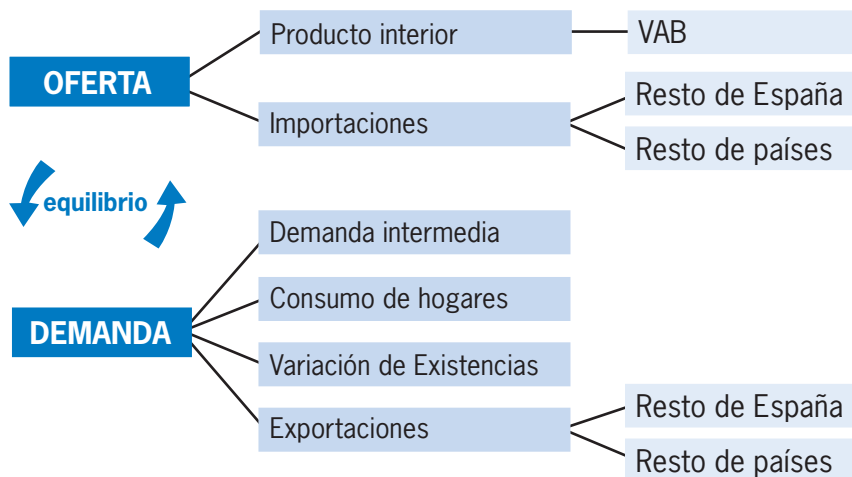 OFERTA
Producto interior
VAB
Importaciones
Resto de España
Resto de países
equilibrio
DEMANDA
Demanda intermedia
Consumo de hogares
Variación de Existencias
Exportaciones
Resto de España
Resto de países